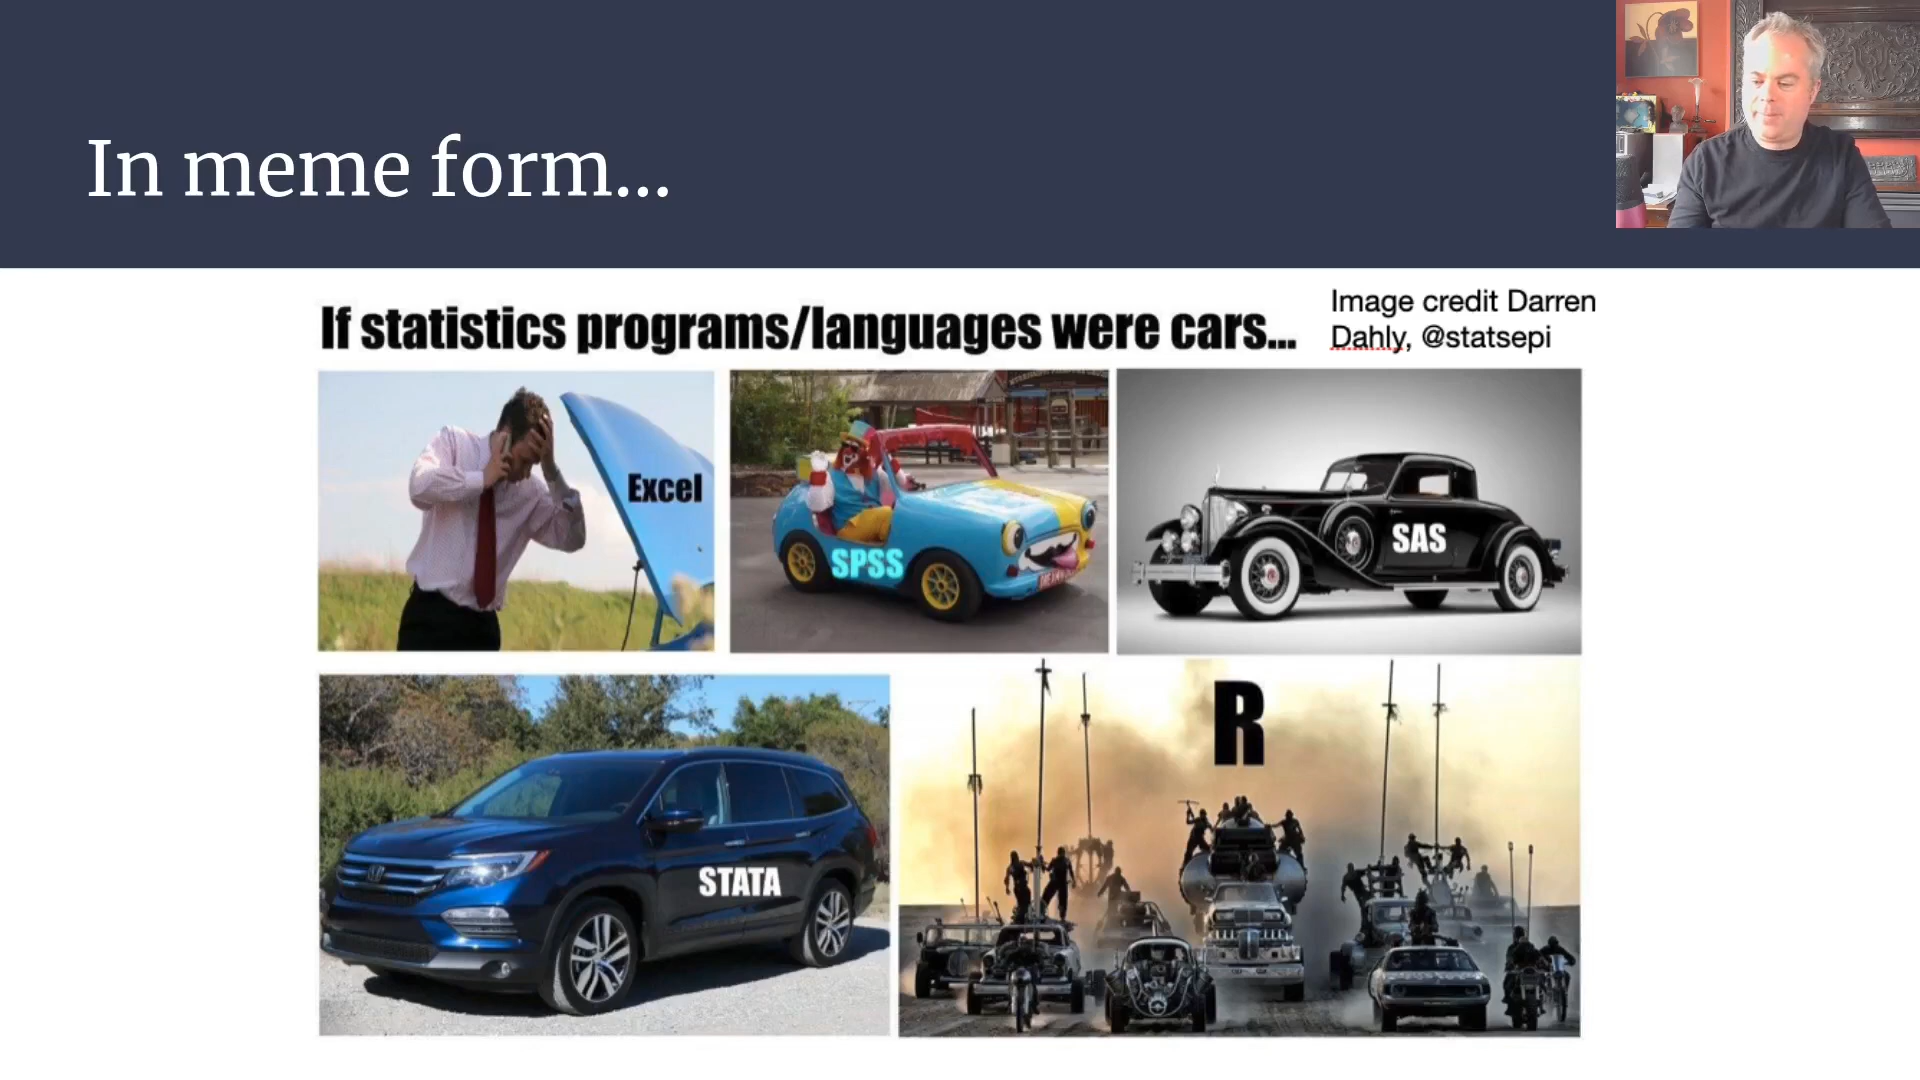 In meme form...
If statistics programs/languages were cars...
Image credit Darren
Dahly, @statsepi
Excel
SPSS
SAS
STATA
R